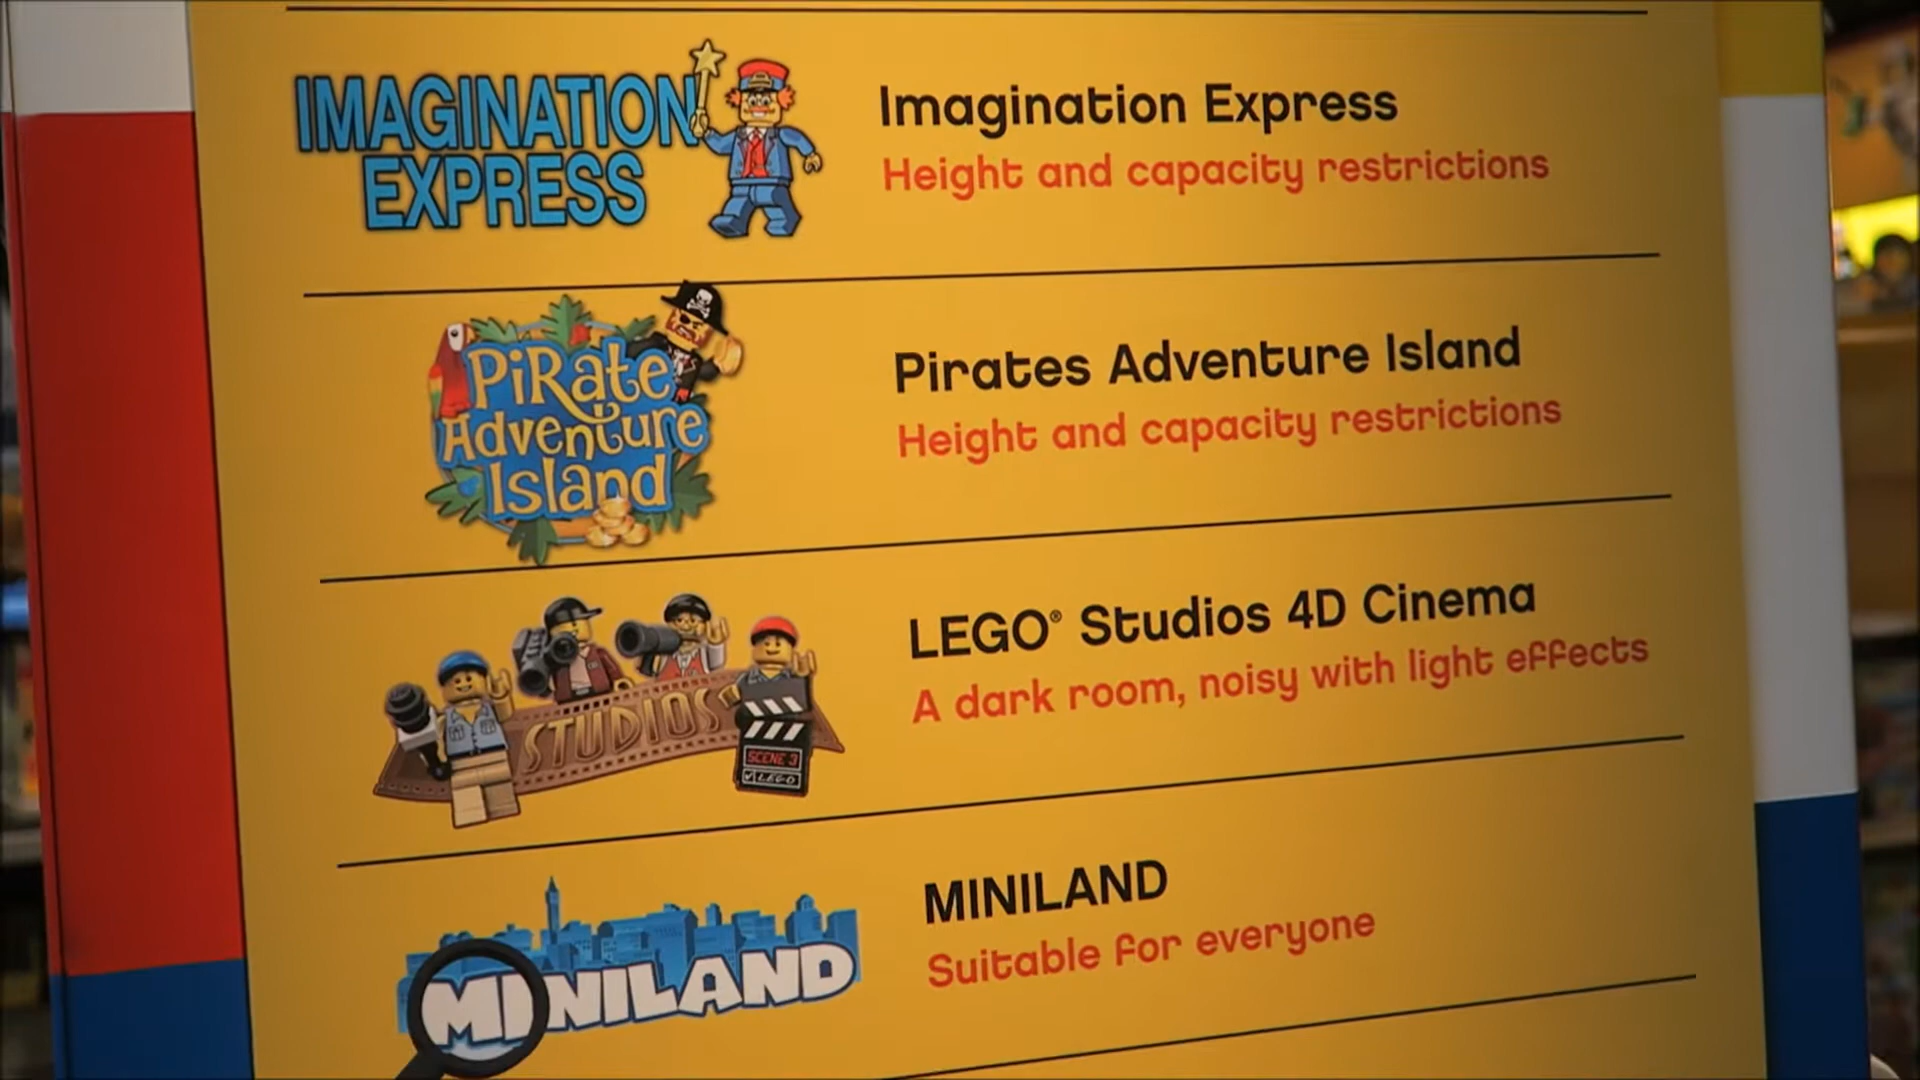 IMAGINATION
EXPRESS
Imagination Express
Height and capacity restrictions
PiRate
Adventure
Island
Pirates Adventure Island
Height and capacity restrictions
STUDIOS
SCENE 3
LEGO
LEGO® Studios 4D Cinema
A dark room, noisy with light effects
MINILAND
MINILAND
Suitable for everyone